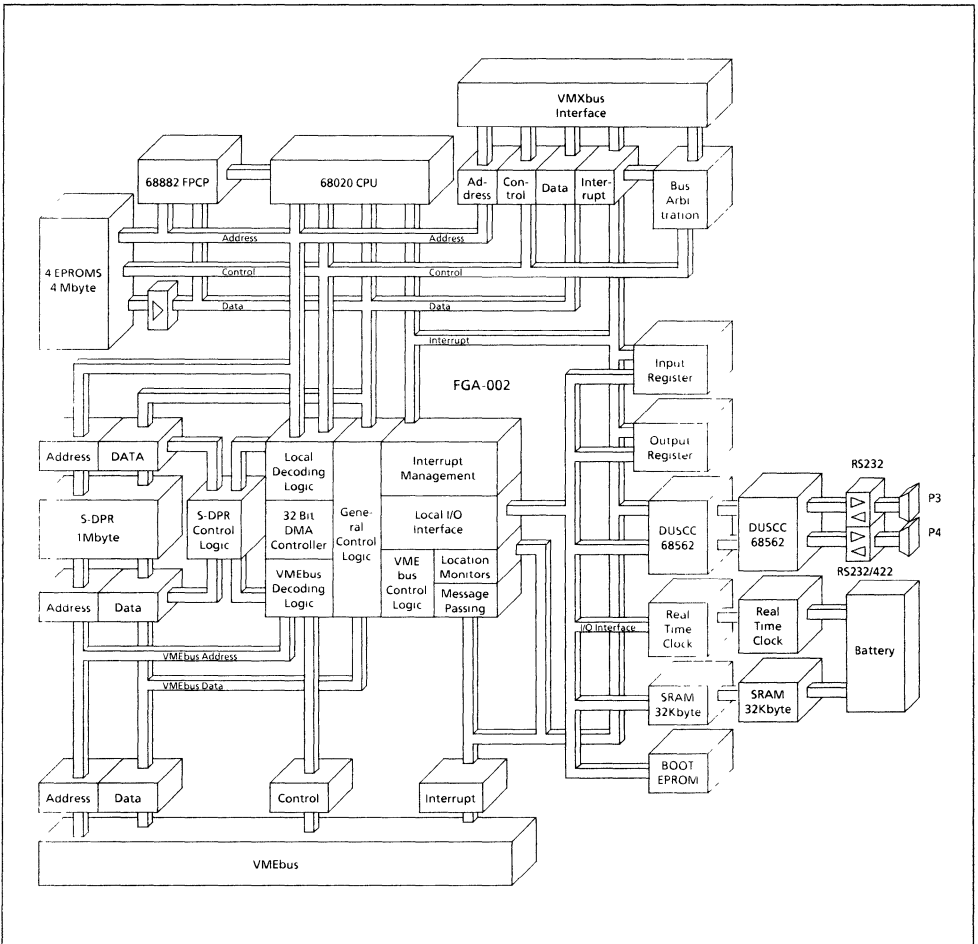 VMXbus
Interface
68882 FPCP
68020 CPU
Ad-
dress
Con-
trol
Data
Inter-
rupt
Bus
Arbi
tration
4 EPROMS
4 Mbyte
Address
Address
Control
Control
Data
Data
Interrupt
FGA-002
Input
Register
Output
Register
Address
DATA
Local
Decoding
Logic
Interrupt
Management
S-DPR
1Mbyte
S-DPR
Control
Logic
32 Bit
DMA
Controller
Gene-
ral
Control
Logic
Local I/O
Interface
VMEbus
Decoding
Logic
VME
bus
Control
Logic
Location
Monitors
Message
Passing
Address
Data
DUSCC
68562
DUSCC
68562
RS232
P3
P4
RS232/422
VMEbus Address
VMEbus Data
I/O Interface
Real
Time
Clock
Real
Time
Clock
Battery
SRAM
32Kbyte
SRAM
32Kbyte
BOOT
EPROM
Address
Data
Control
Interrupt
VMEbus